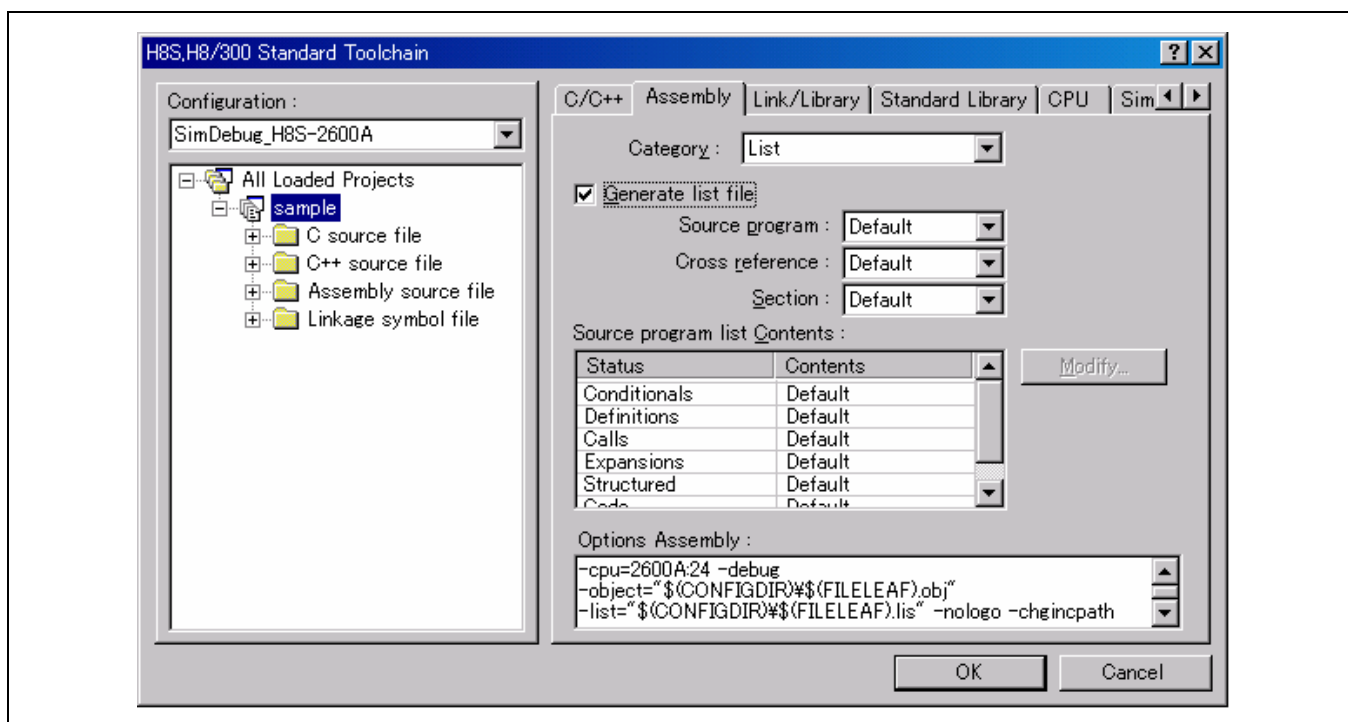 H8S,H8/300 Standard Toolchain
Configuration :
SimDebug_H8S-2600A
All Loaded Projects
sample
C source file
C++ source file
Assembly source file
Linkage symbol file
C/C++ Assembly Link/Library Standard Library CPU Sim
Category : List
Generate list file
Source program : Default
Cross reference : Default
Section : Default
Source program list Contents :
Status Contents
Modify...
Conditionals Default
Definitions Default
Calls Default
Expansions Default
Structured Default
Code Default
Options Assembly :
-cpu=2600A:24 -debug
-object="$(CONFIGDIR)¥$(FILELEAF).obj"
-list="$(CONFIGDIR)¥$(FILELEAF).lis" -nologo -chgincpath
OK Cancel